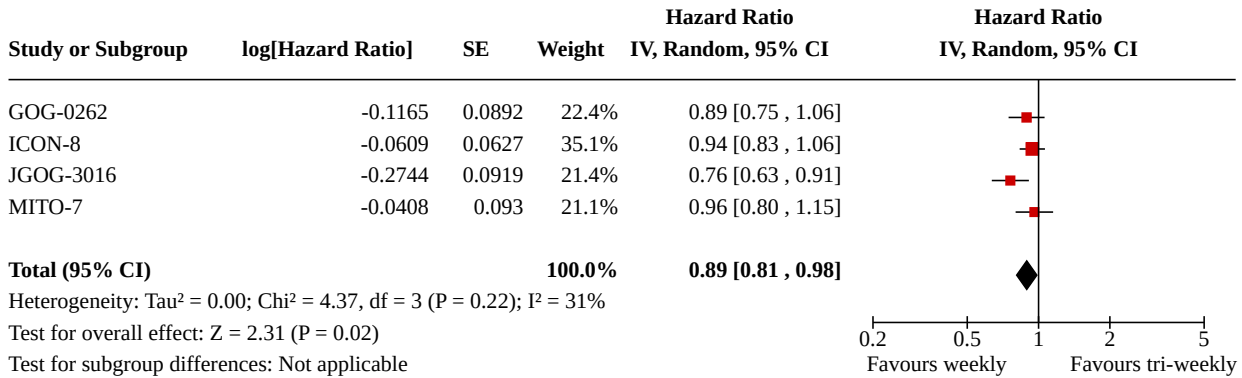 Hazard Ratio Hazard Ratio
Study or Subgroup log[Hazard Ratio] SE Weight IV, Random, 95% CI IV, Random, 95% CI
GOG-0262 -0.1165 0.0892 22.4% 0.89 [0.75 , 1.06]
ICON-8 -0.0609 0.0627 35.1% 0.94 [0.83 , 1.06]
JGOG-3016 -0.2744 0.0919 21.4% 0.76 [0.63 , 0.91]
MITO-7 -0.0408 0.093 21.1% 0.96 [0.80 , 1.15]
Total (95% CI) 100.0% 0.89 [0.81 , 0.98]
Heterogeneity: Tau² = 0.00; Chi² = 4.37, df = 3 (P = 0.22); I² = 31%
Test for overall effect: Z = 2.31 (P = 0.02)
0.2 0.5 1 2 5
Test for subgroup differences: Not applicable
Favours weekly Favours tri-weekly